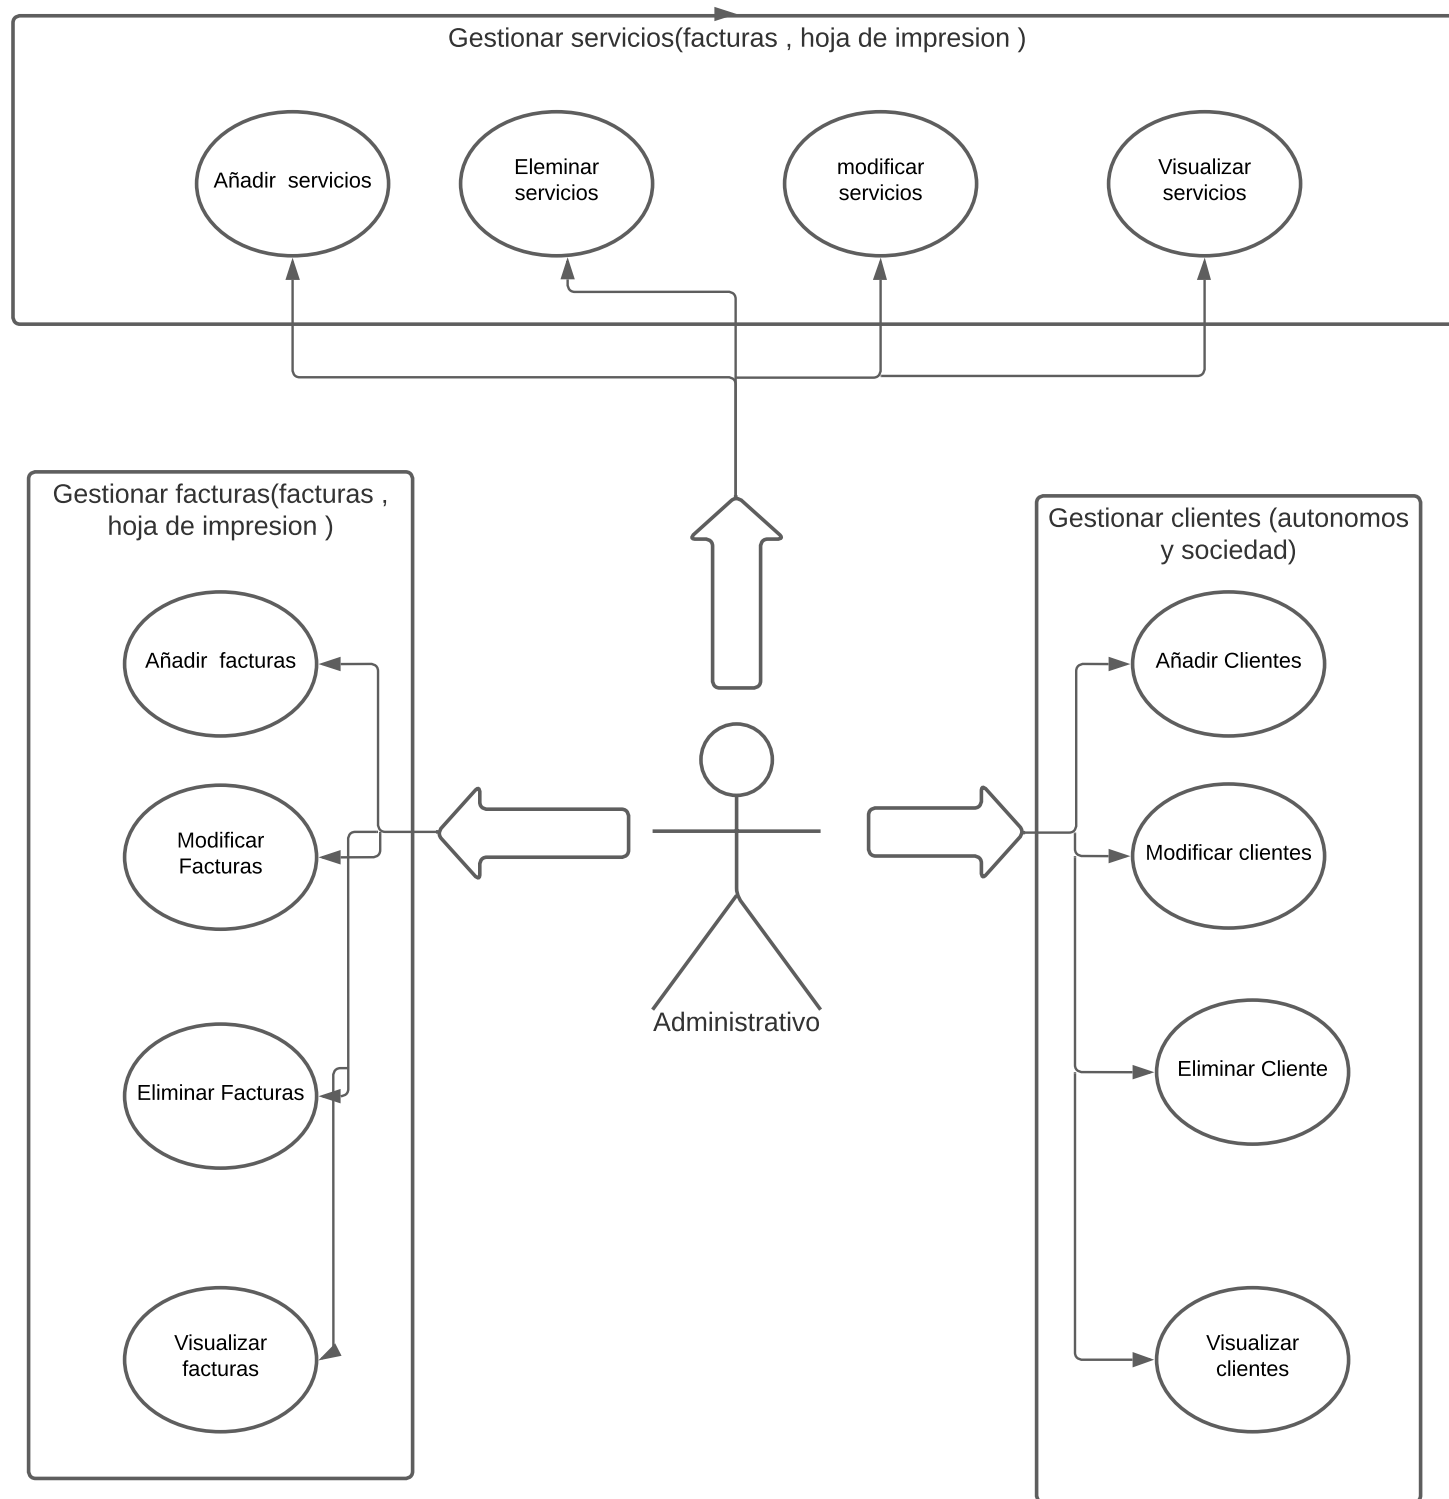 Gestionar servicios(facturas , hoja de impresion )
Añadir  servicios
Eleminar
servicios
modificar
servicios
Visualizar
servicios
Gestionar facturas(facturas ,
hoja de impresion )
Añadir  facturas
Modificar
Facturas
Eliminar Facturas
Visualizar
facturas
Administrativo
Gestionar clientes (autonomos
y sociedad)
Añadir Clientes
Modificar clientes
Eliminar Cliente
Visualizar
clientes